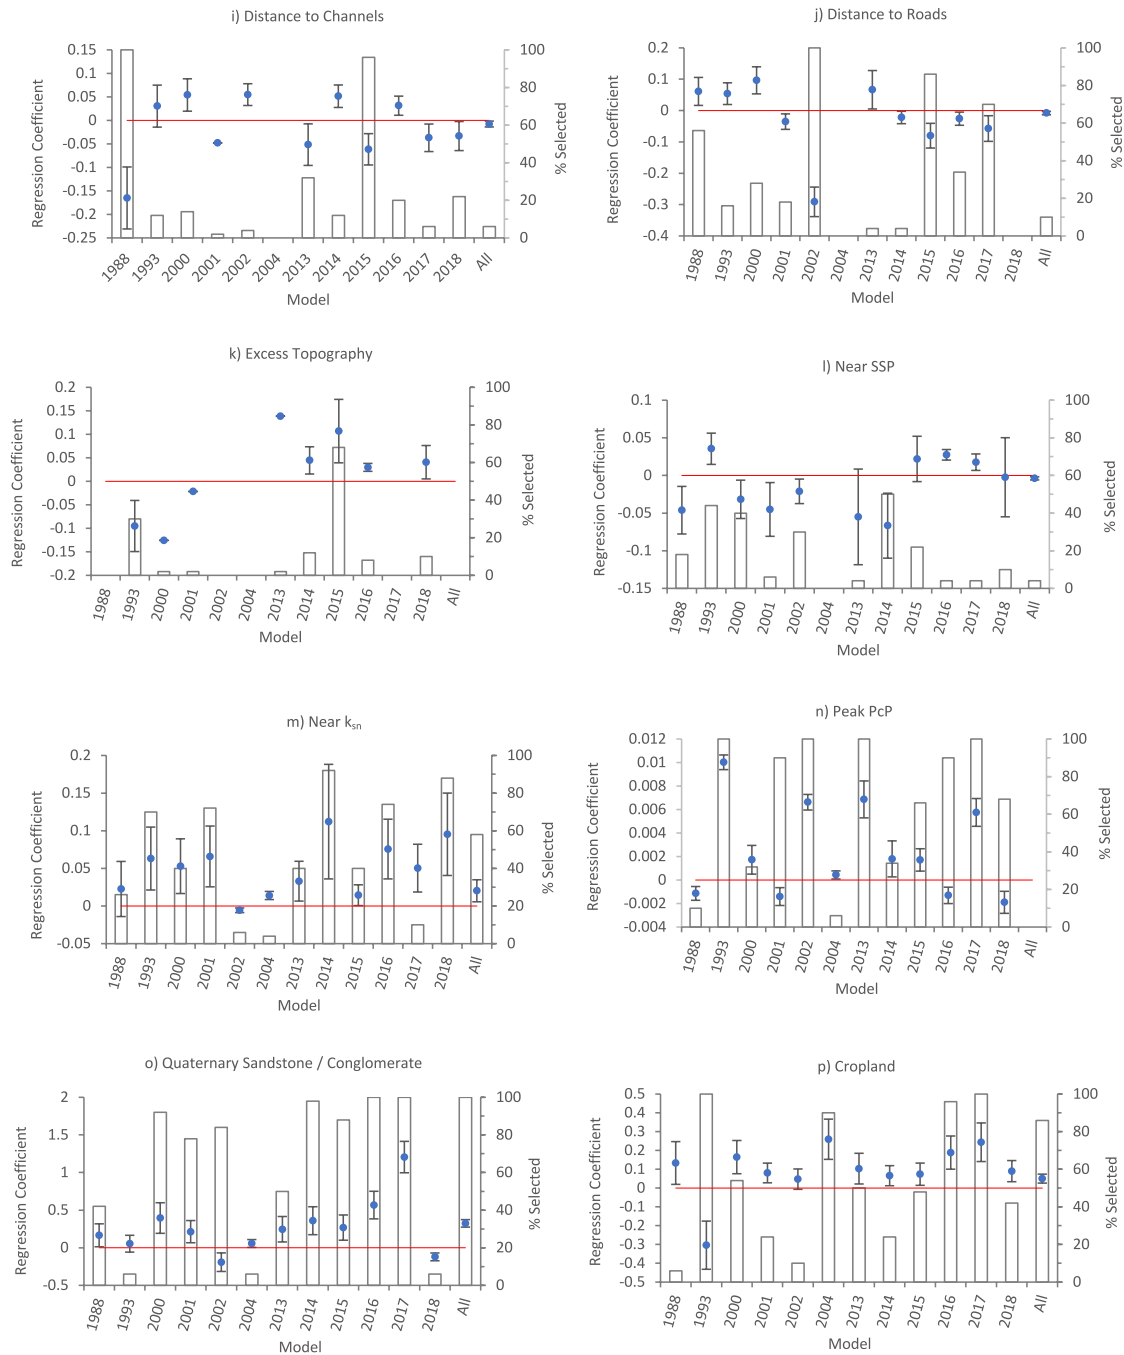 i) Distance to Channels
0.15
0.1
0.05
0
-0.05
-0.1
-0.15
-0.2
-0.25
Regression Coefficient
100
80
60
40
20
0
% Selected
1988 1993 2000 2001 2002 2004 2013 2014 2015 2016 2017 2018 All
Model
j) Distance to Roads
0.2
0.1
0
-0.1
-0.2
-0.3
-0.4
Regression Coefficient
100
80
60
40
20
0
% Selected
1988 1993 2000 2001 2002 2004 2013 2014 2015 2016 2017 2018 All
Model
k) Excess Topography
0.2
0.15
0.1
0.05
0
-0.05
-0.1
-0.15
-0.2
Regression Coefficient
100
80
60
40
20
0
% Selected
1988 1993 2000 2001 2002 2004 2013 2014 2015 2016 2017 2018 All
Model
l) Near SSP
0.1
0.05
0
-0.05
-0.1
-0.15
Regression Coefficient
100
80
60
40
20
0
% Selected
1988 1993 2000 2001 2002 2004 2013 2014 2015 2016 2017 2018 All
Model
m) Near ksn
0.2
0.15
0.1
0.05
0
-0.05
Regression Coefficient
100
80
60
40
20
0
% Selected
1988 1993 2000 2001 2002 2004 2013 2014 2015 2016 2017 2018 All
Model
n) Peak PcP
0.012
0.01
0.008
0.006
0.004
0.002
0
-0.002
-0.004
Regression Coefficient
100
80
60
40
20
0
% Selected
1988 1993 2000 2001 2002 2004 2013 2014 2015 2016 2017 2018 All
Model
o) Quaternary Sandstone / Conglomerate
2
1.5
1
0.5
0
-0.5
Regression Coefficient
100
80
60
40
20
0
% Selected
1988 1993 2000 2001 2002 2004 2013 2014 2015 2016 2017 2018 All
Model
p) Cropland
0.5
0.4
0.3
0.2
0.1
0
-0.1
-0.2
-0.3
-0.4
-0.5
Regression Coefficient
100
80
60
40
20
0
% Selected
1988 1993 2000 2001 2002 2004 2013 2014 2015 2016 2017 2018 All
Model